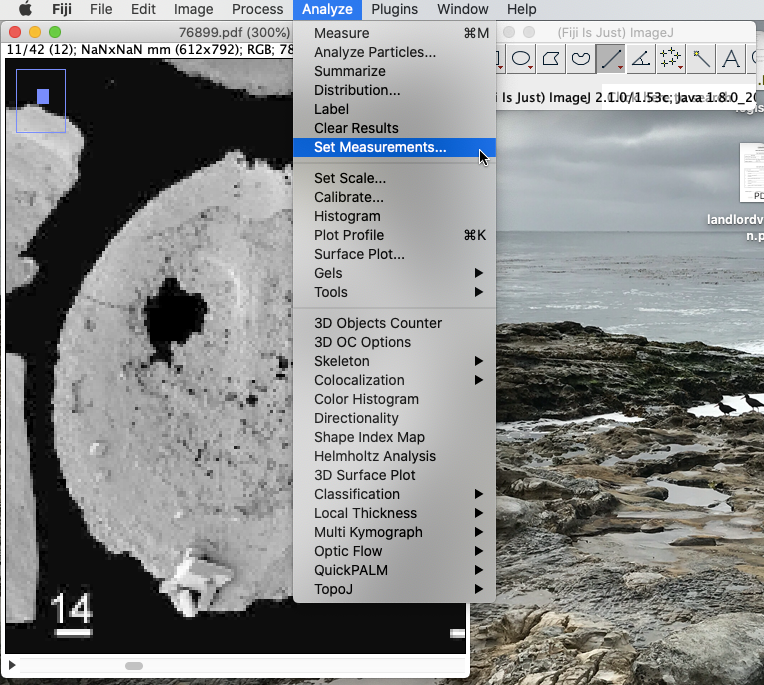 Fiji File Edit Image Process Analyze Plugins Window Help
76899.pdf (300%)
(Fiji Is Just) ImageJ
11/42 (12); NaNxNaN mm (612x792); RGB; 78
Is Just) ImageJ 2.1.0/1.53c; Java 1.8.0_20
Measure ⌘M
Analyze Particles...
Summarize
Distribution...
Label
Clear Results
Set Measurements...
Set Scale...
Calibrate...
Histogram
Plot Profile ⌘K
Surface Plot...
Gels
Tools
3D Objects Counter
3D OC Options
Skeleton
Colocalization
Color Histogram
Directionality
Shape Index Map
Helmholtz Analysis
3D Surface Plot
Classification
Local Thickness
Multi Kymograph
Optic Flow
QuickPALM
TopoJ
A
PD
landlordv
n.p
14